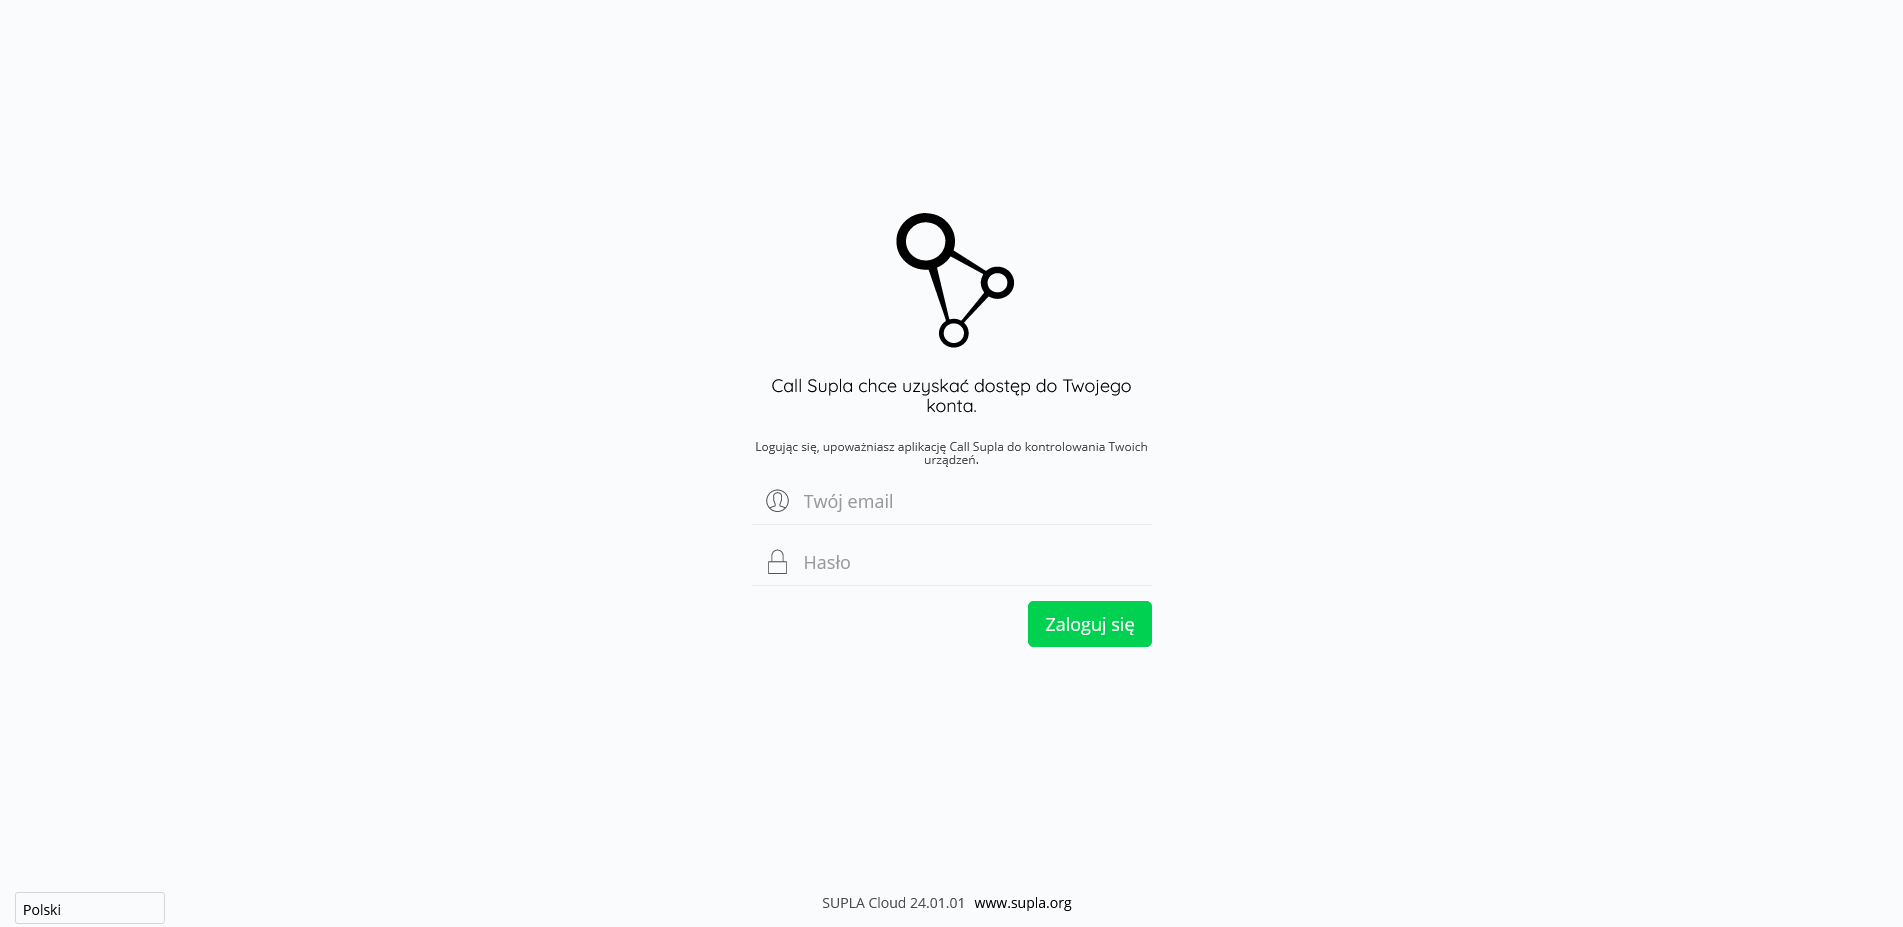 Call Supla chce uzyskać dostęp do Twojego
konta.
Logując się, upoważniasz aplikację Call Supla do kontrolowania Twoich
urządzeń.
Twój email
Hasło
Zaloguj się
Polski
SUPLA Cloud 24.01.01 www.supla.org